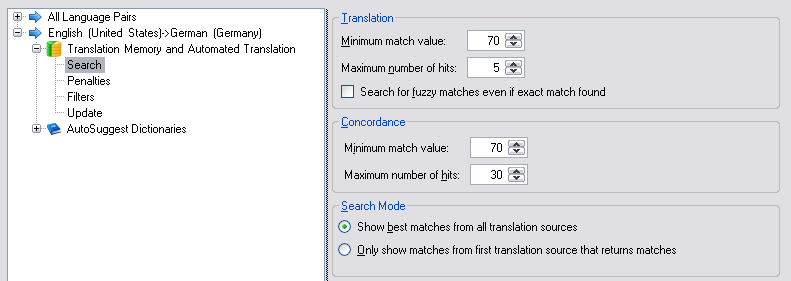 All Language Pairs
English (United States)->German (Germany)
Translation Memory and Automated Translation
Search
Penalties
Filters
Update
AutoSuggest Dictionaries
Translation
Minimum match value: 70
Maximum number of hits: 5
Search for fuzzy matches even if exact match found
Concordance
Minimum match value: 70
Maximum number of hits: 30
Search Mode
Show best matches from all translation sources
Only show matches from first translation source that returns matches